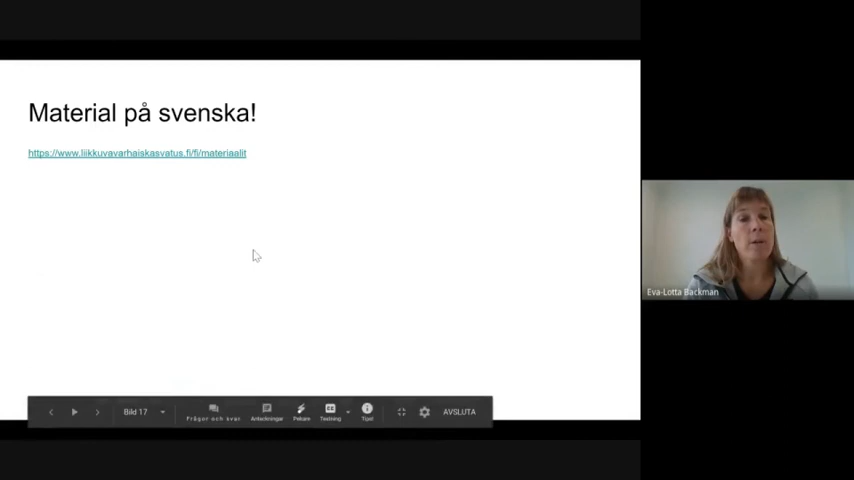 Material på svenska!
https://www.liikkuvavarhaiskasvatus.fi/fi/materiaalit
Eva-Lotta Backman
Bild 17
Frågor och svar
Anteckningar
Pekare
Textning
Tips!
AVSLUTA